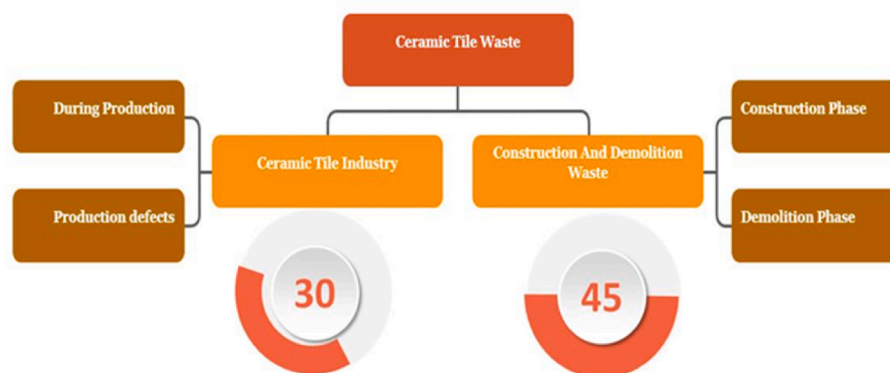 Ceramic Tile Waste
During Production
Construction Phase
Ceramic Tile Industry
Construction And Demolition
Waste
Production defects
Demolition Phase
30
45